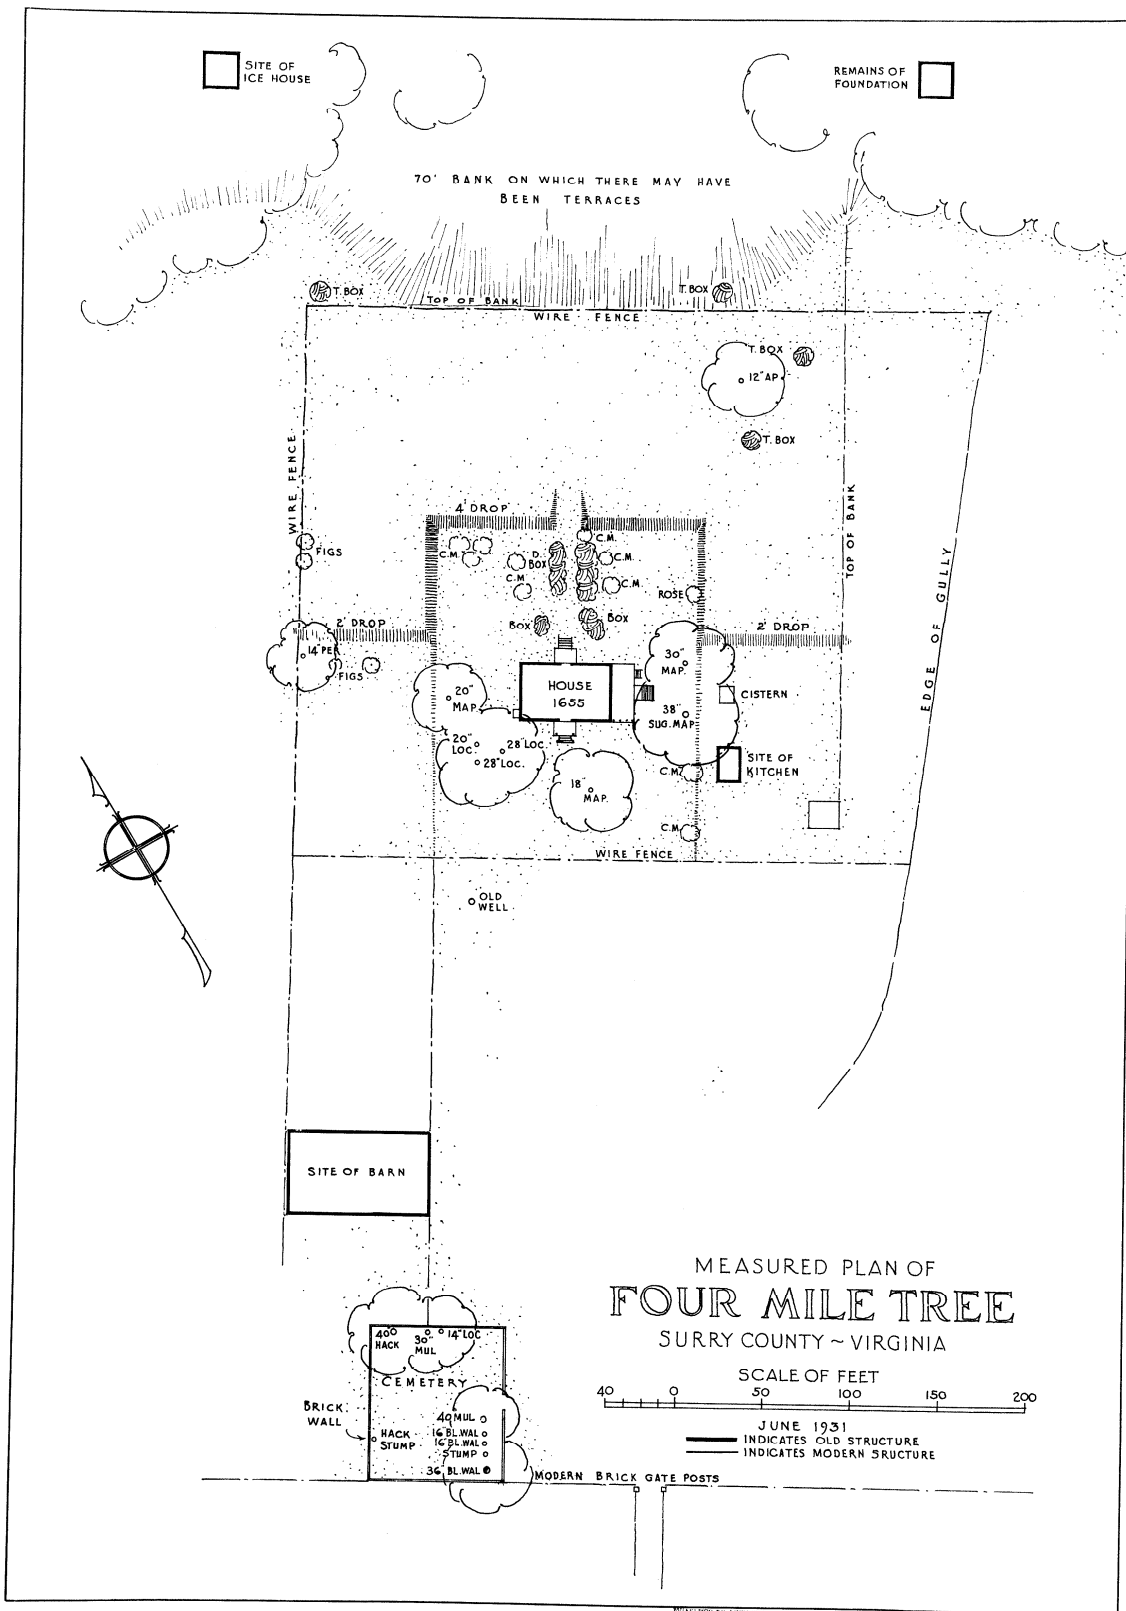 SITE OF
ICE HOUSE
REMAINS OF
FOUNDATION
70' BANK ON WHICH THERE MAY HAVE
BEEN TERRACES
T. BOX
TOP OF BANK
T. BOX
WIRE FENCE
T. BOX
12" AP.
T. BOX
WIRE FENCE
4' DROP
TOP OF BANK
EDGE OF GULLY
FIGS
C.M.
D.
BOX
C.M.
C.M.
C.M.
C.M.
ROSE
2' DROP
BOX
BOX
2' DROP
14" PER
FIGS
30"
MAP.
20"
MAP.
HOUSE
1655
CISTERN
38"
SUG. MAP.
20"
LOC.
28" LOC.
28" LOC.
SITE OF
KITCHEN
C.M.
18"
MAP.
C.M.
WIRE FENCE
OLD
WELL
SITE OF BARN
MEASURED PLAN OF
FOUR MILE TREE
SURRY COUNTY ~ VIRGINIA
SCALE OF FEET
40 0 50 100 150 200
JUNE 1931
INDICATES OLD STRUCTURE
INDICATES MODERN SRUCTURE
40
HACK
30"
MUL
14" LOC
CEMETERY
BRICK
WALL
HACK
STUMP
40 MUL
16" BL. WAL
16" BL. WAL
STUMP
36" BL. WAL
MODERN BRICK GATE POSTS